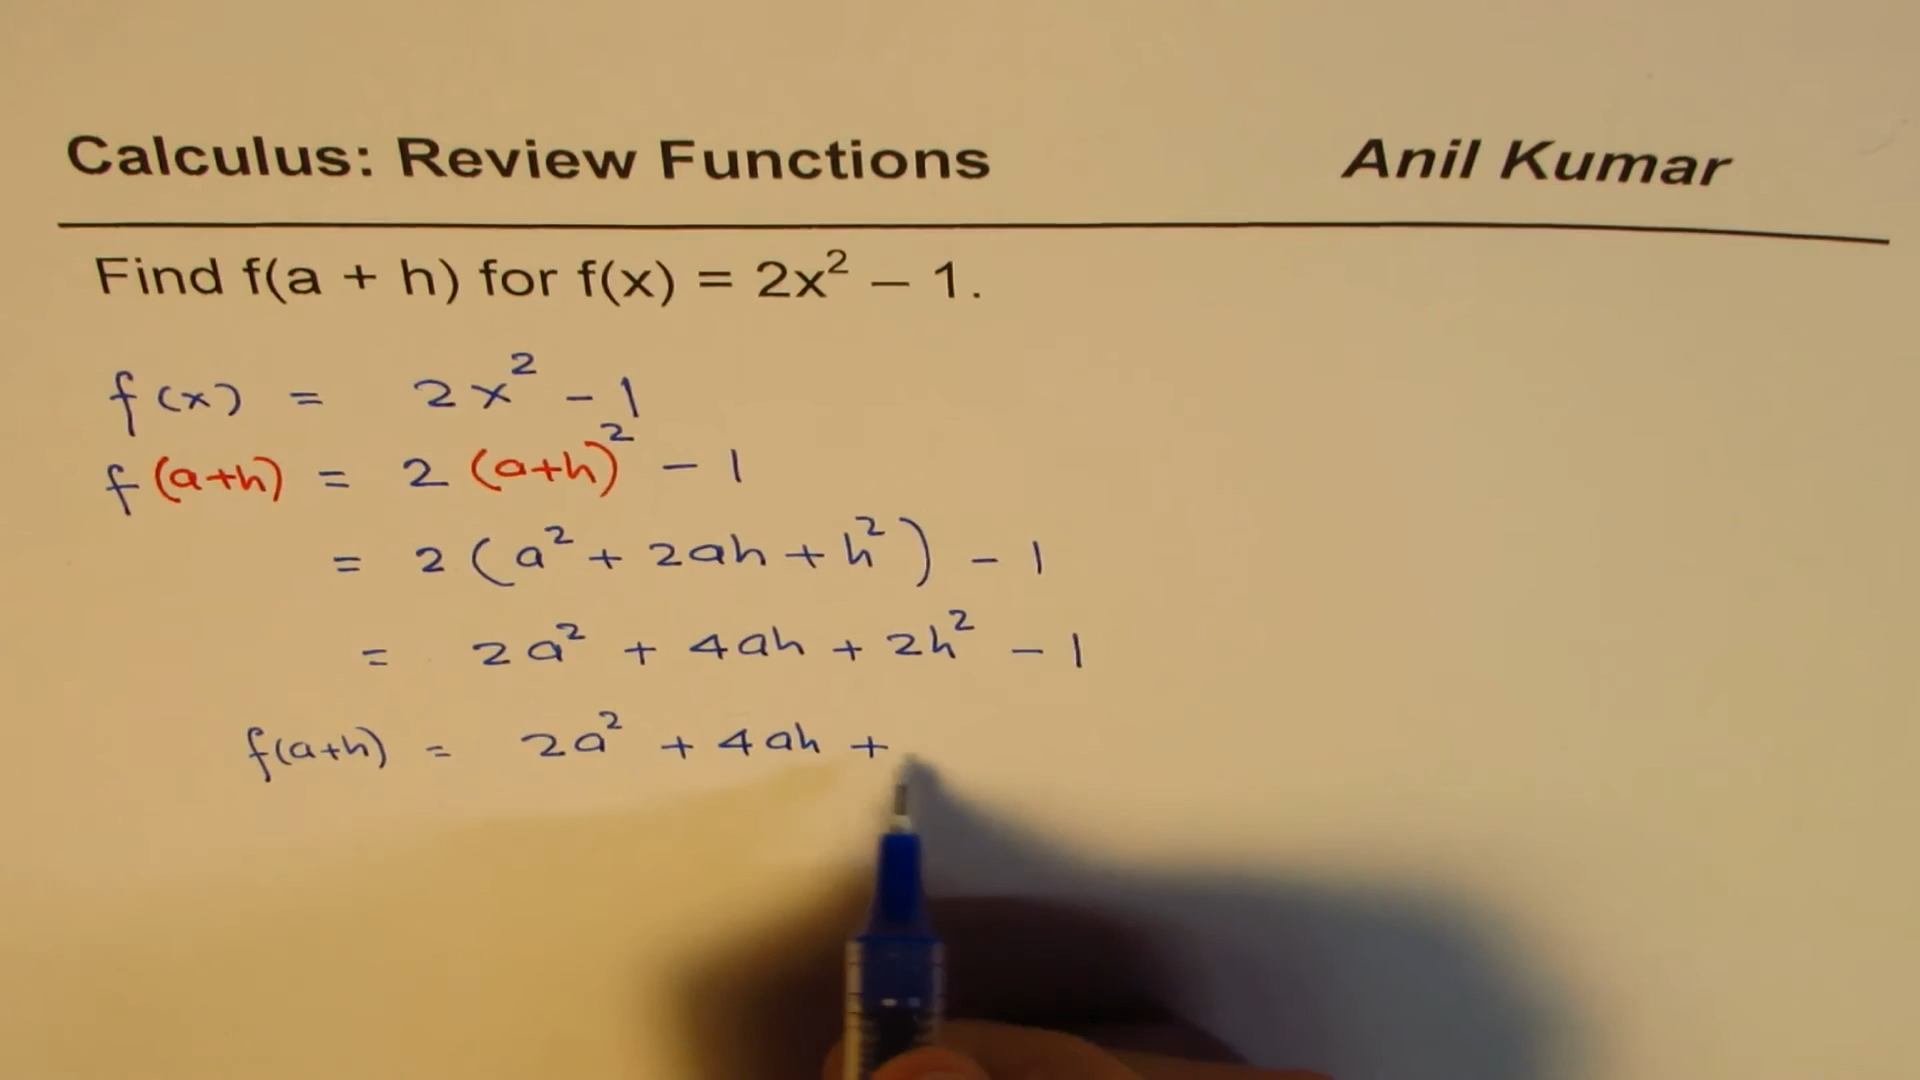 Calculus: Review Functions Anil Kumar
Find f(a + h) for f(x) = 2x² – 1.
f(x) = 2x² - 1
f(a+h) = 2(a+h)² - 1
= 2(a² + 2ah + h²) - 1
= 2a² + 4ah + 2h² - 1
f(a+h) = 2a² + 4ah +